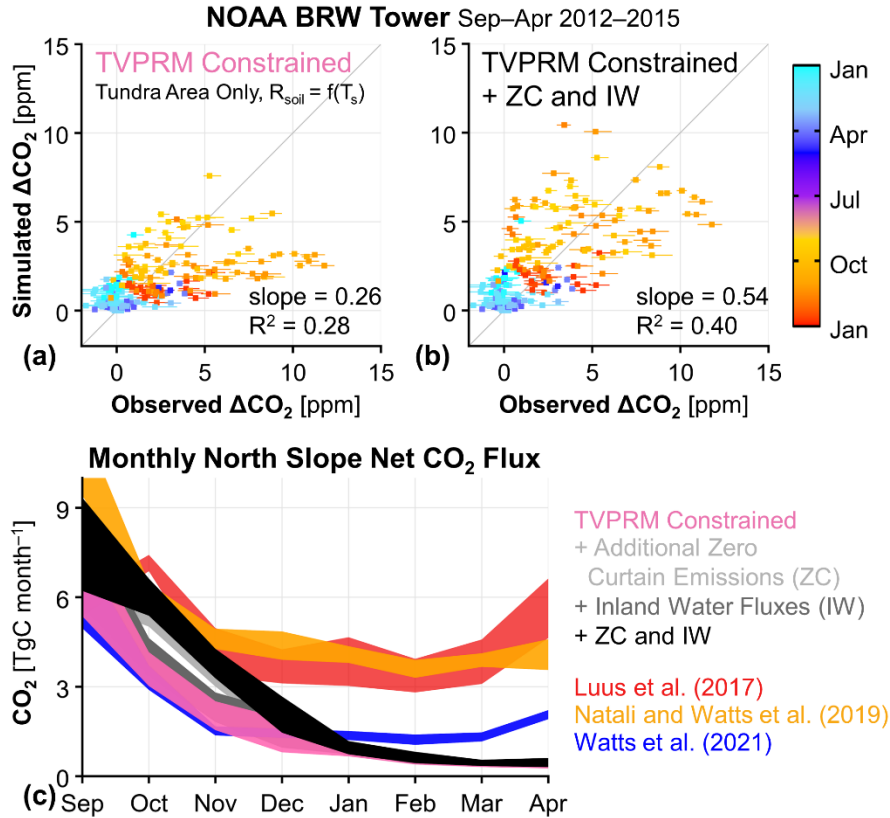 NOAA BRW Tower Sep–Apr 2012–2015
15
10
5
0
Simulated ΔCO₂ [ppm]
TVPRM Constrained
Tundra Area Only, R_soil = f(T_s)
slope = 0.26
R² = 0.28
(a)
0
5
10
15
Observed ΔCO₂ [ppm]
15
10
5
0
TVPRM Constrained
+ ZC and IW
slope = 0.54
R² = 0.40
(b)
0
5
10
15
Observed ΔCO₂ [ppm]
Jan
Apr
Jul
Oct
Jan
Monthly North Slope Net CO₂ Flux
9
6
3
0
CO₂ [TgC month⁻¹]
(c)
Sep
Oct
Nov
Dec
Jan
Feb
Mar
Apr
TVPRM Constrained
+ Additional Zero
Curtain Emissions (ZC)
+ Inland Water Fluxes (IW)
+ ZC and IW
Luus et al. (2017)
Natali and Watts et al. (2019)
Watts et al. (2021)